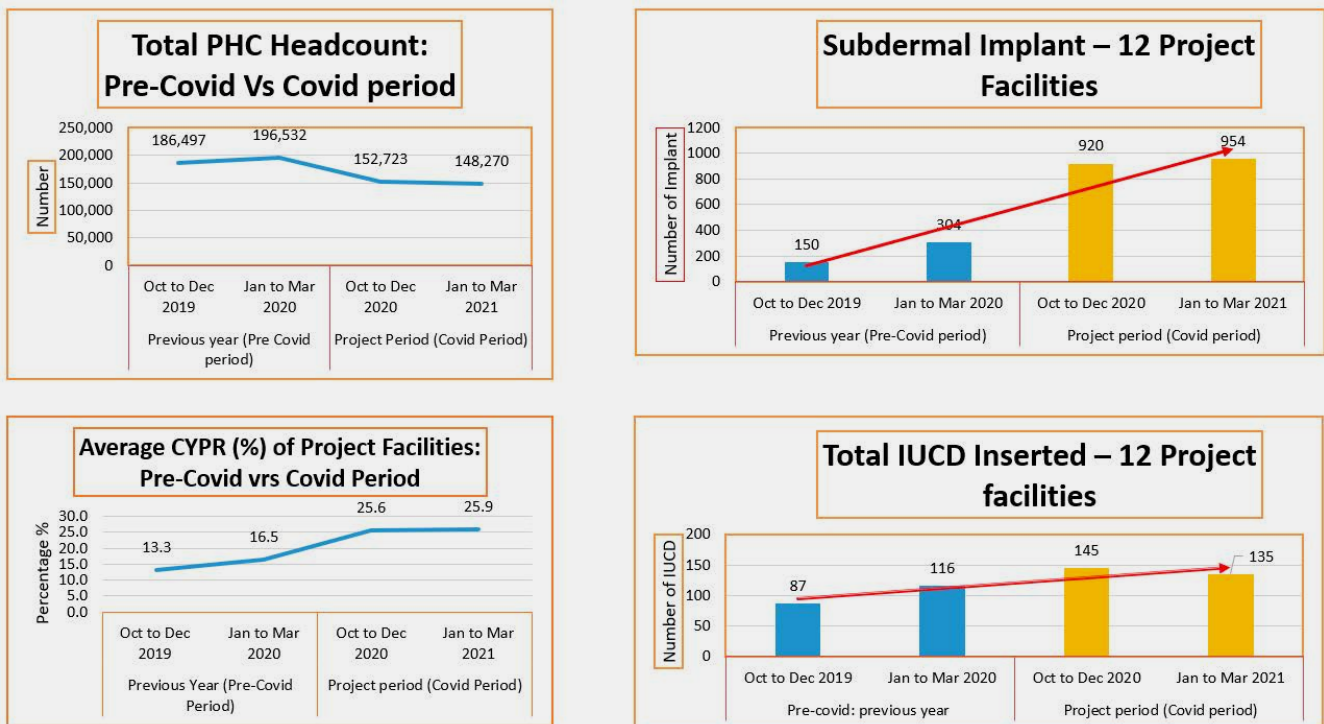 Total PHC Headcount:
Pre-Covid Vs Covid period
Number
250,000
200,000
150,000
100,000
50,000
0
186,497
196,532
152,723
148,270
Oct to Dec
2019
Jan to Mar
2020
Oct to Dec
2020
Jan to Mar
2021
Previous year (Pre Covid
period)
Project Period (Covid Period)
Subdermal Implant – 12 Project
Facilities
Number of Implant
1200
1000
800
600
400
200
0
150
304
920
954
Oct to Dec 2019
Jan to Mar 2020
Oct to Dec 2020
Jan to Mar 2021
Previous year (Pre-Covid period)
Project period (Covid period)
Average CYPR (%) of Project Facilities:
Pre-Covid vrs Covid Period
Percentage %
30.0
25.0
20.0
15.0
10.0
5.0
0.0
13.3
16.5
25.6
25.9
Oct to Dec
2019
Jan to Mar
2020
Oct to Dec
2020
Jan to Mar
2021
Previous Year (Pre-Covid
Period)
Project period (Covid Period)
Total IUCD Inserted – 12 Project
facilities
Number of IUCD
200
150
100
50
0
87
116
145
135
Oct to Dec 2019
Jan to Mar 2020
Oct to Dec 2020
Jan to Mar 2021
Pre-covid: previous year
Project period (Covid period)